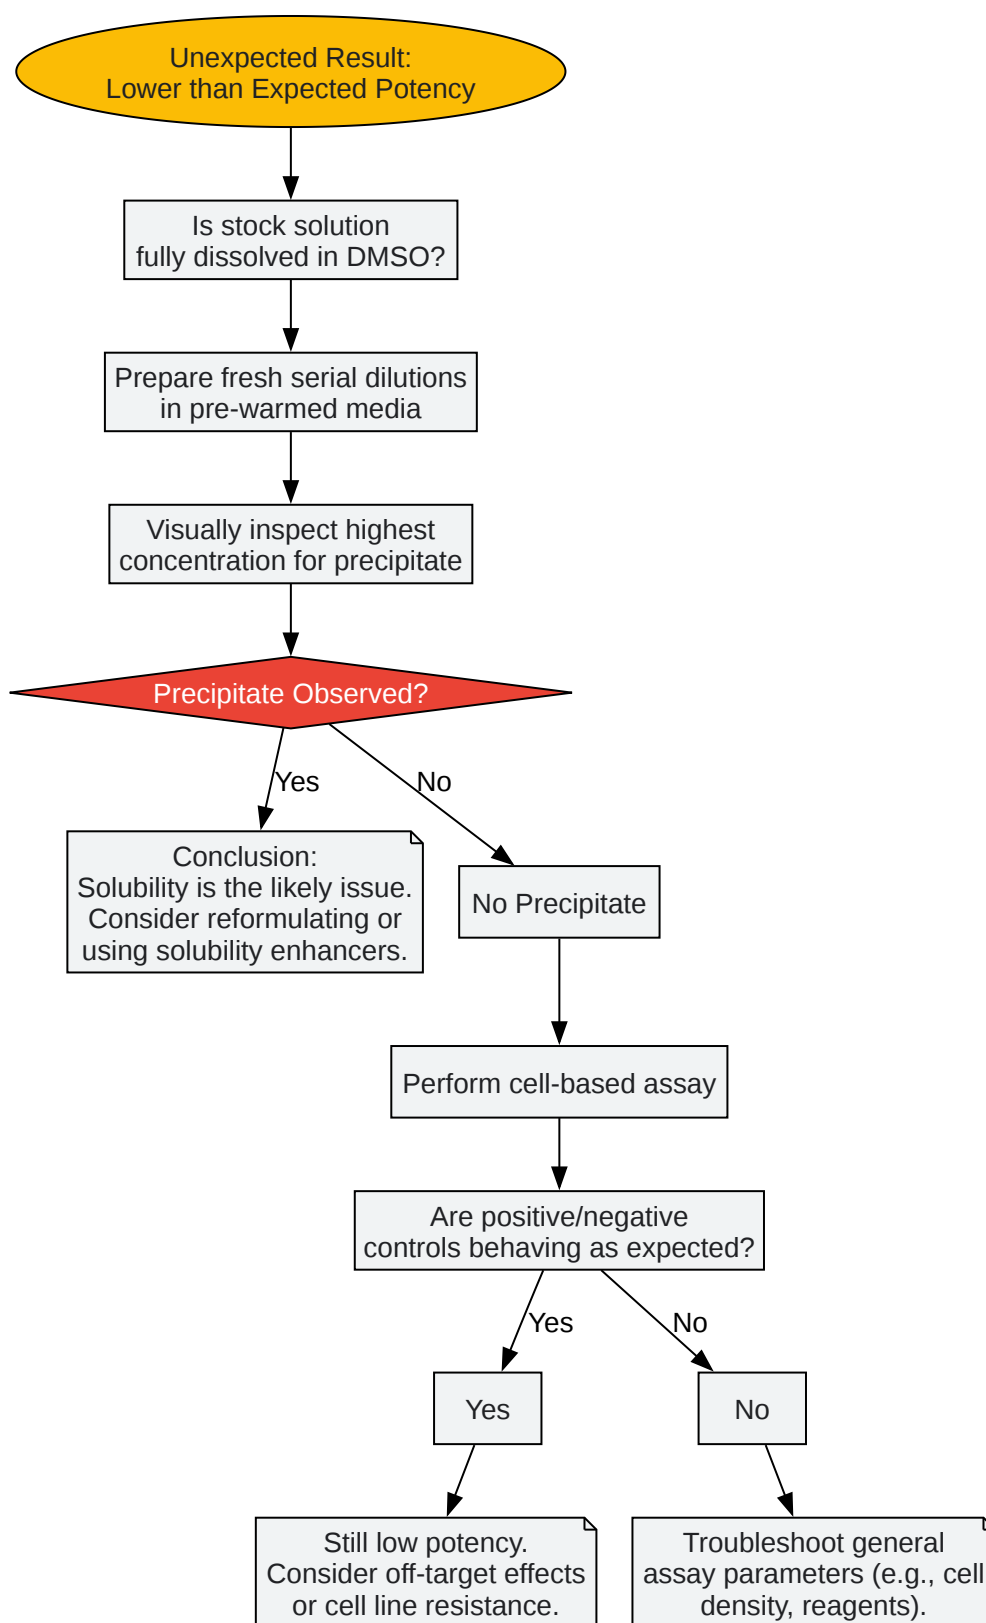 Unexpected Result:
Lower than Expected Potency
Is stock solution
fully dissolved in DMSO?
Prepare fresh serial dilutions
in pre-warmed media
Visually inspect highest
concentration for precipitate
Precipitate Observed?
Yes
No
Conclusion:
Solubility is the likely issue.
Consider reformulating or
using solubility enhancers.
No Precipitate
Perform cell-based assay
Are positive/negative
controls behaving as expected?
Yes
No
Yes
No
Still low potency.
Consider off-target effects
or cell line resistance.
Troubleshoot general
assay parameters (e.g., cell
density, reagents).